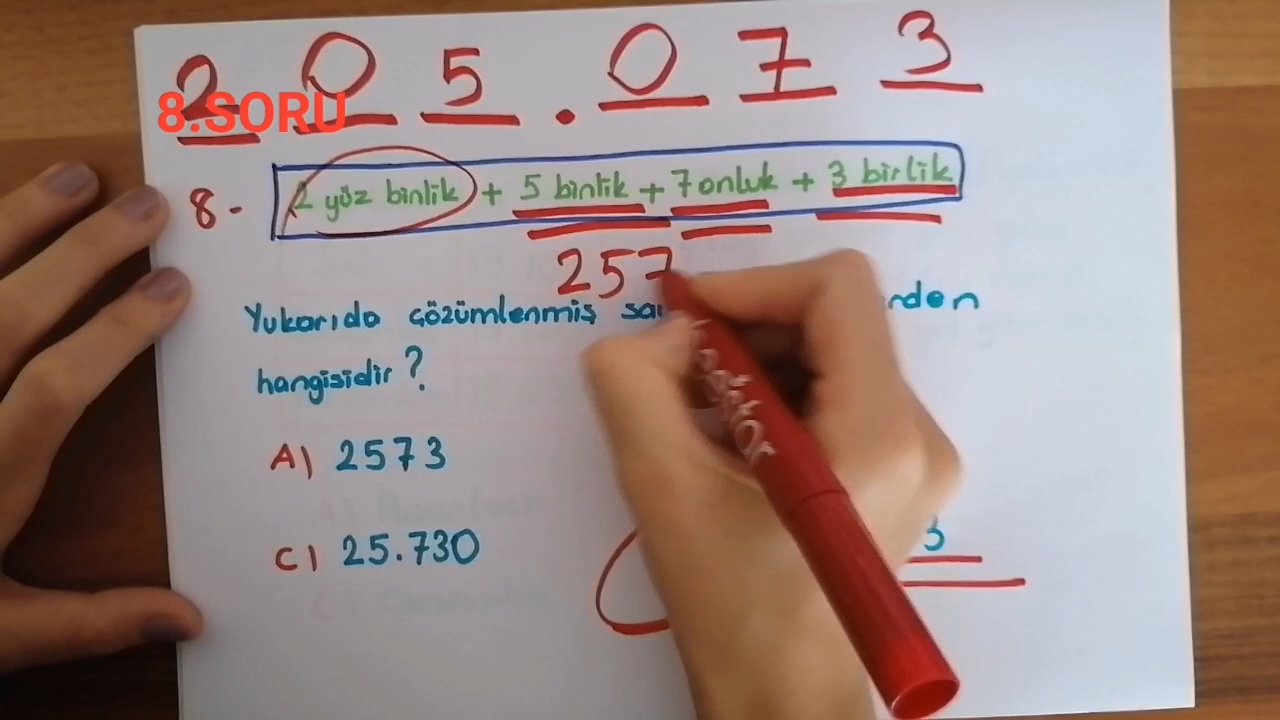 2 0 5 . 0 7 3
8.SORU
8- 2 yüz binlik + 5 binlik + 7 onluk + 3 birlik
257
Yukarıda çözümlenmiş
hangisidir?
A) 2573
C) 25.730
3